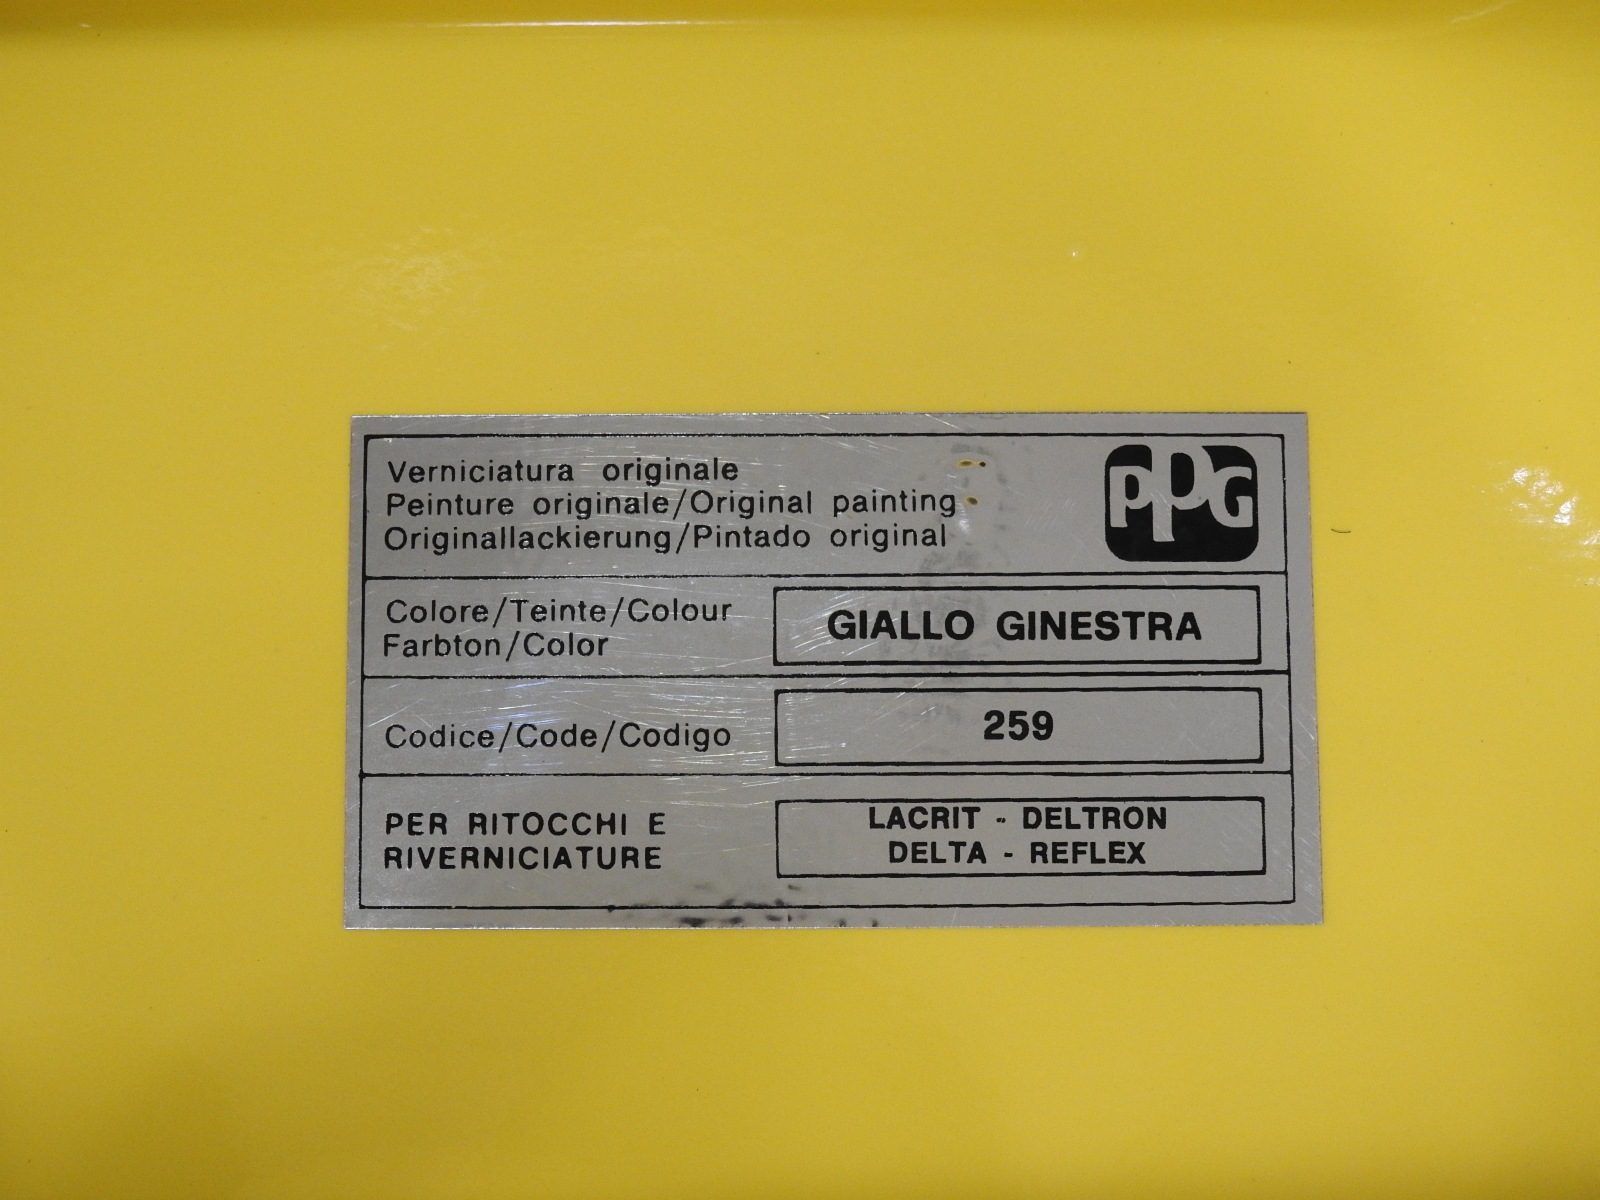 Verniciatura originale
Peinture originale/Original painting
Originallackierung/Pintado original
PPG
Colore/Teinte/Colour
Farbton/Color
GIALLO GINESTRA
Codice/Code/Codigo
259
PER RITOCCHI E
RIVERNICIATURE
LACRIT - DELTRON
DELTA - REFLEX